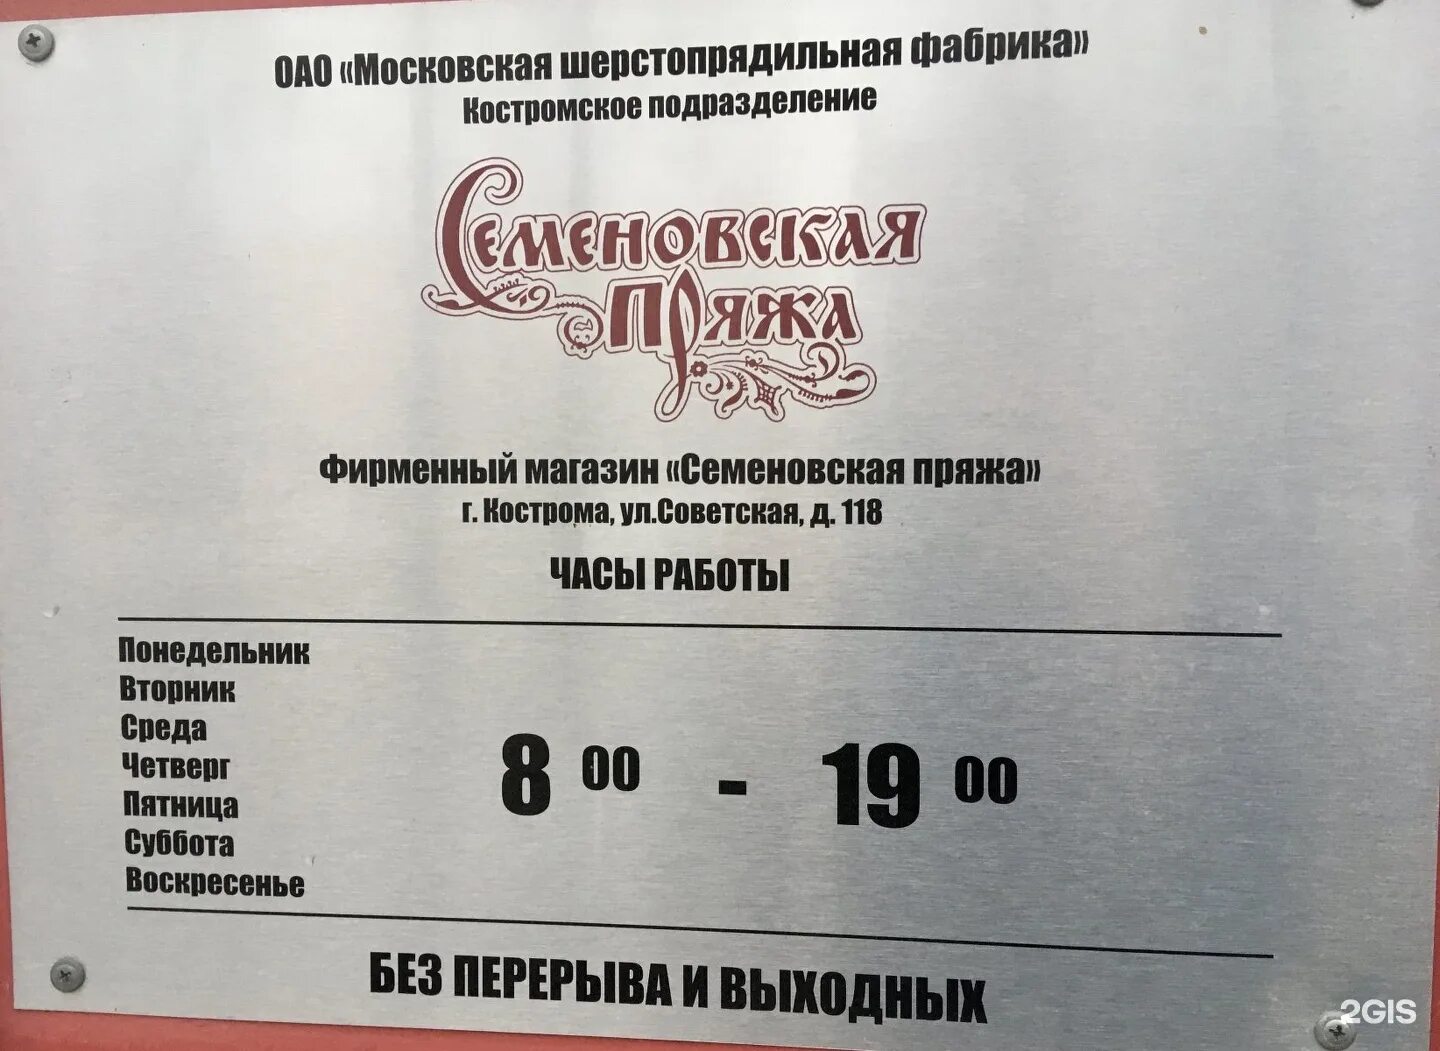 ОАО «Московская шерстопрядильная фабрика»
Костромское подразделение
Семеновская
Пряжа
Фирменный магазин «Семеновская пряжа»
г. Кострома, ул.Советская, д. 118
ЧАСЫ РАБОТЫ
Понедельник
Вторник
Среда
Четверг
Пятница
Суббота
Воскресенье
8 00 - 19 00
БЕЗ ПЕРЕРЫВА И ВЫХОДНЫХ
2GIS